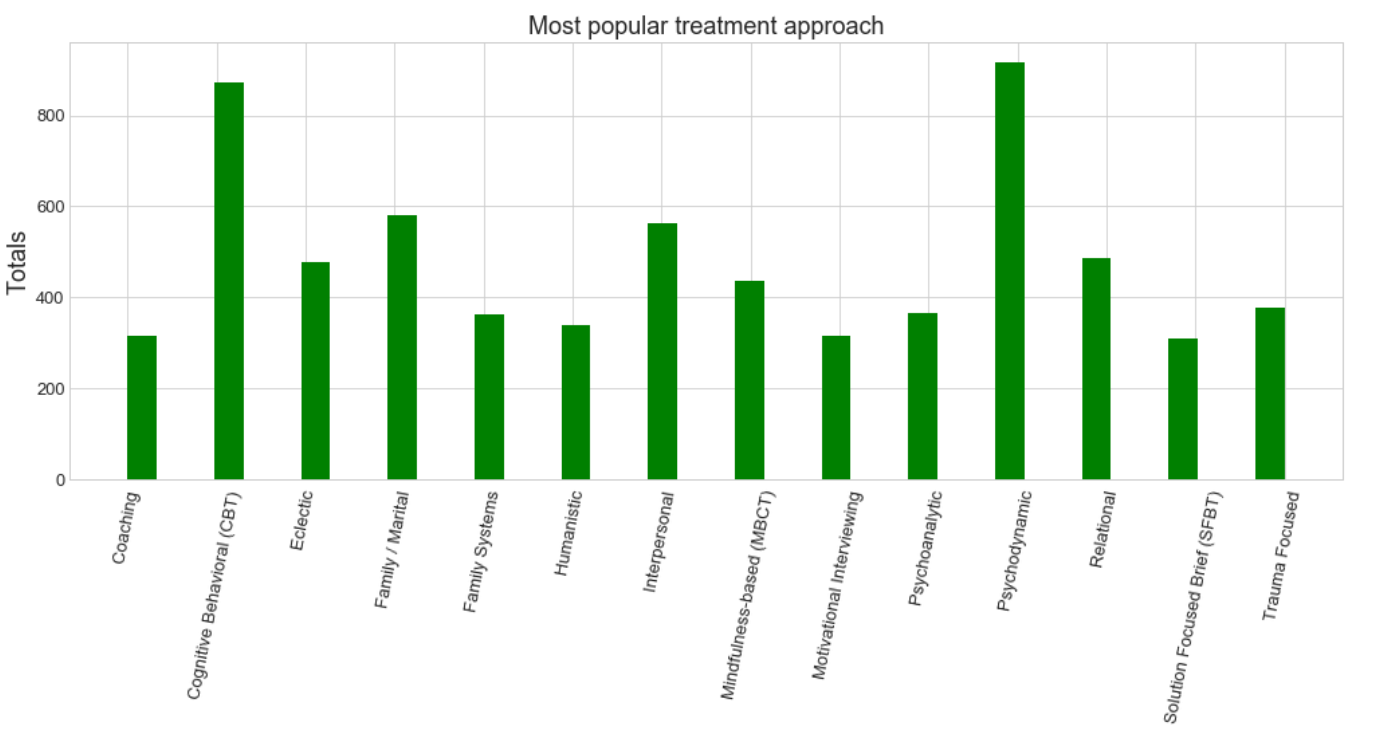 Most popular treatment approach
Totals
800
600
400
200
0
Coaching
Cognitive Behavioral (CBT)
Eclectic
Family / Marital
Family Systems
Humanistic
Interpersonal
Mindfulness-based (MBCT)
Motivational Interviewing
Psychoanalytic
Psychodynamic
Relational
Solution Focused Brief (SFBT)
Trauma Focused